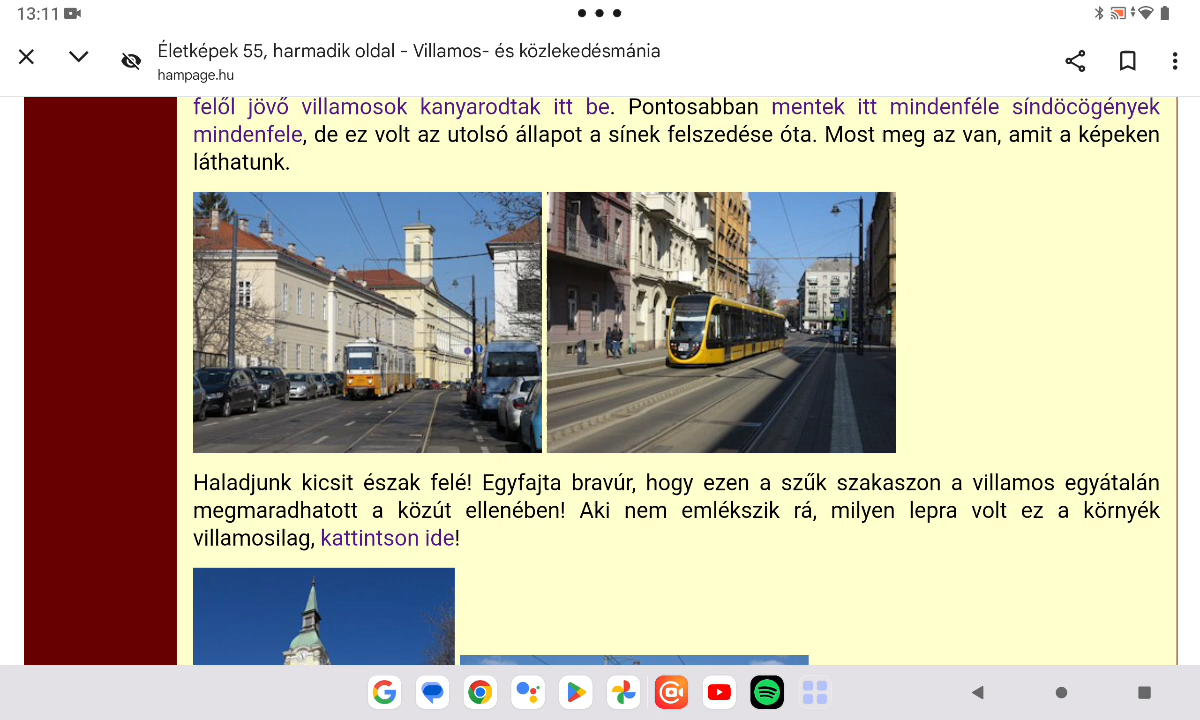 13:11
Életképek 55, harmadik oldal - Villamos- és közlekedésmánia
hampage.hu
felől jövő villamosok kanyarodtak itt be. Pontosabban mentek itt mindenféle síndöcögények
mindenfele, de ez volt az utolsó állapot a sínek felszedése óta. Most meg az van, amit a képeken
láthatunk.
Haladjunk kicsit észak felé! Egyfajta bravúr, hogy ezen a szűk szakaszon a villamos egyátalán
megmaradhatott a közút ellenében! Aki nem emlékszik rá, milyen lepra volt ez a környék
villamosilag, kattintson ide!